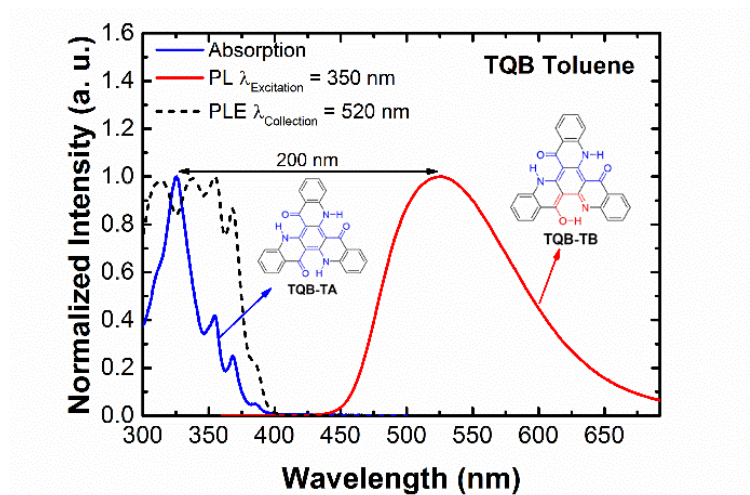 Absorption
PL λExcitation = 350 nm
PLE λCollection = 520 nm
TQB Toluene
200 nm
TQB-TA
TQB-TB
O
N-H
H
N
O
O
N
H
O
N-H
H
N
O
N
O
H
Normalized Intensity (a. u.)
1.6
1.4
1.2
1.0
0.8
0.6
0.4
0.2
0.0
300 350 400 450 500 550 600 650
Wavelength (nm)